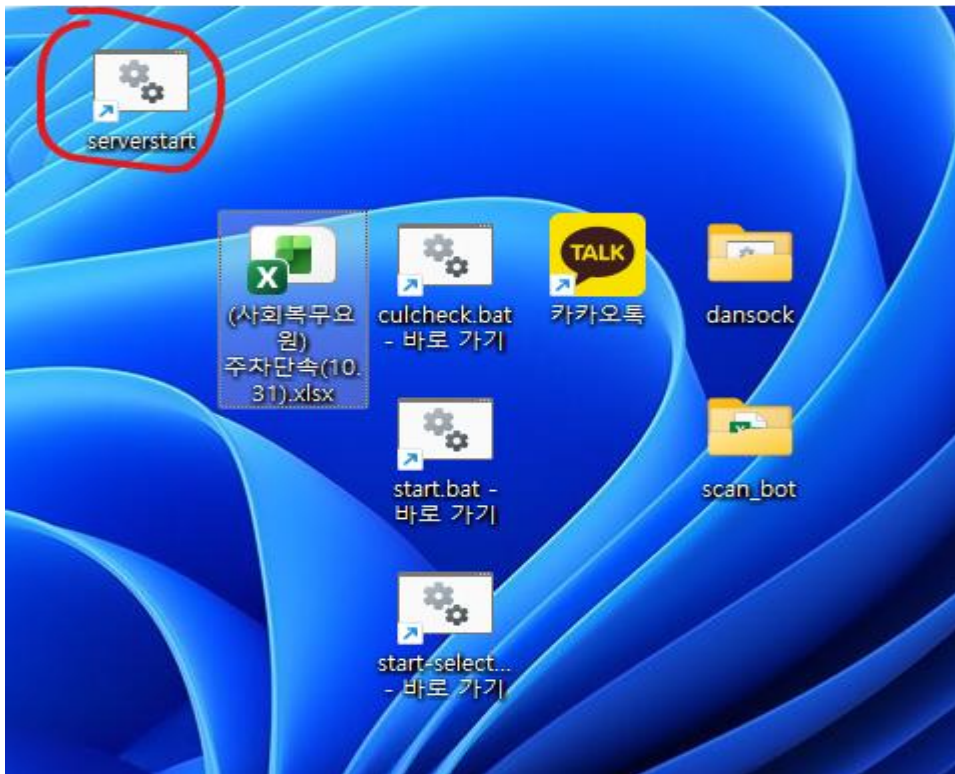 serverstart
(사회복무요
원)
주차단속(10.
31).xlsx
culcheck.bat
- 바로 가기
TALK
카카오톡
dansock
start.bat -
바로 가기
scan_bot
start-select...
- 바로 가기